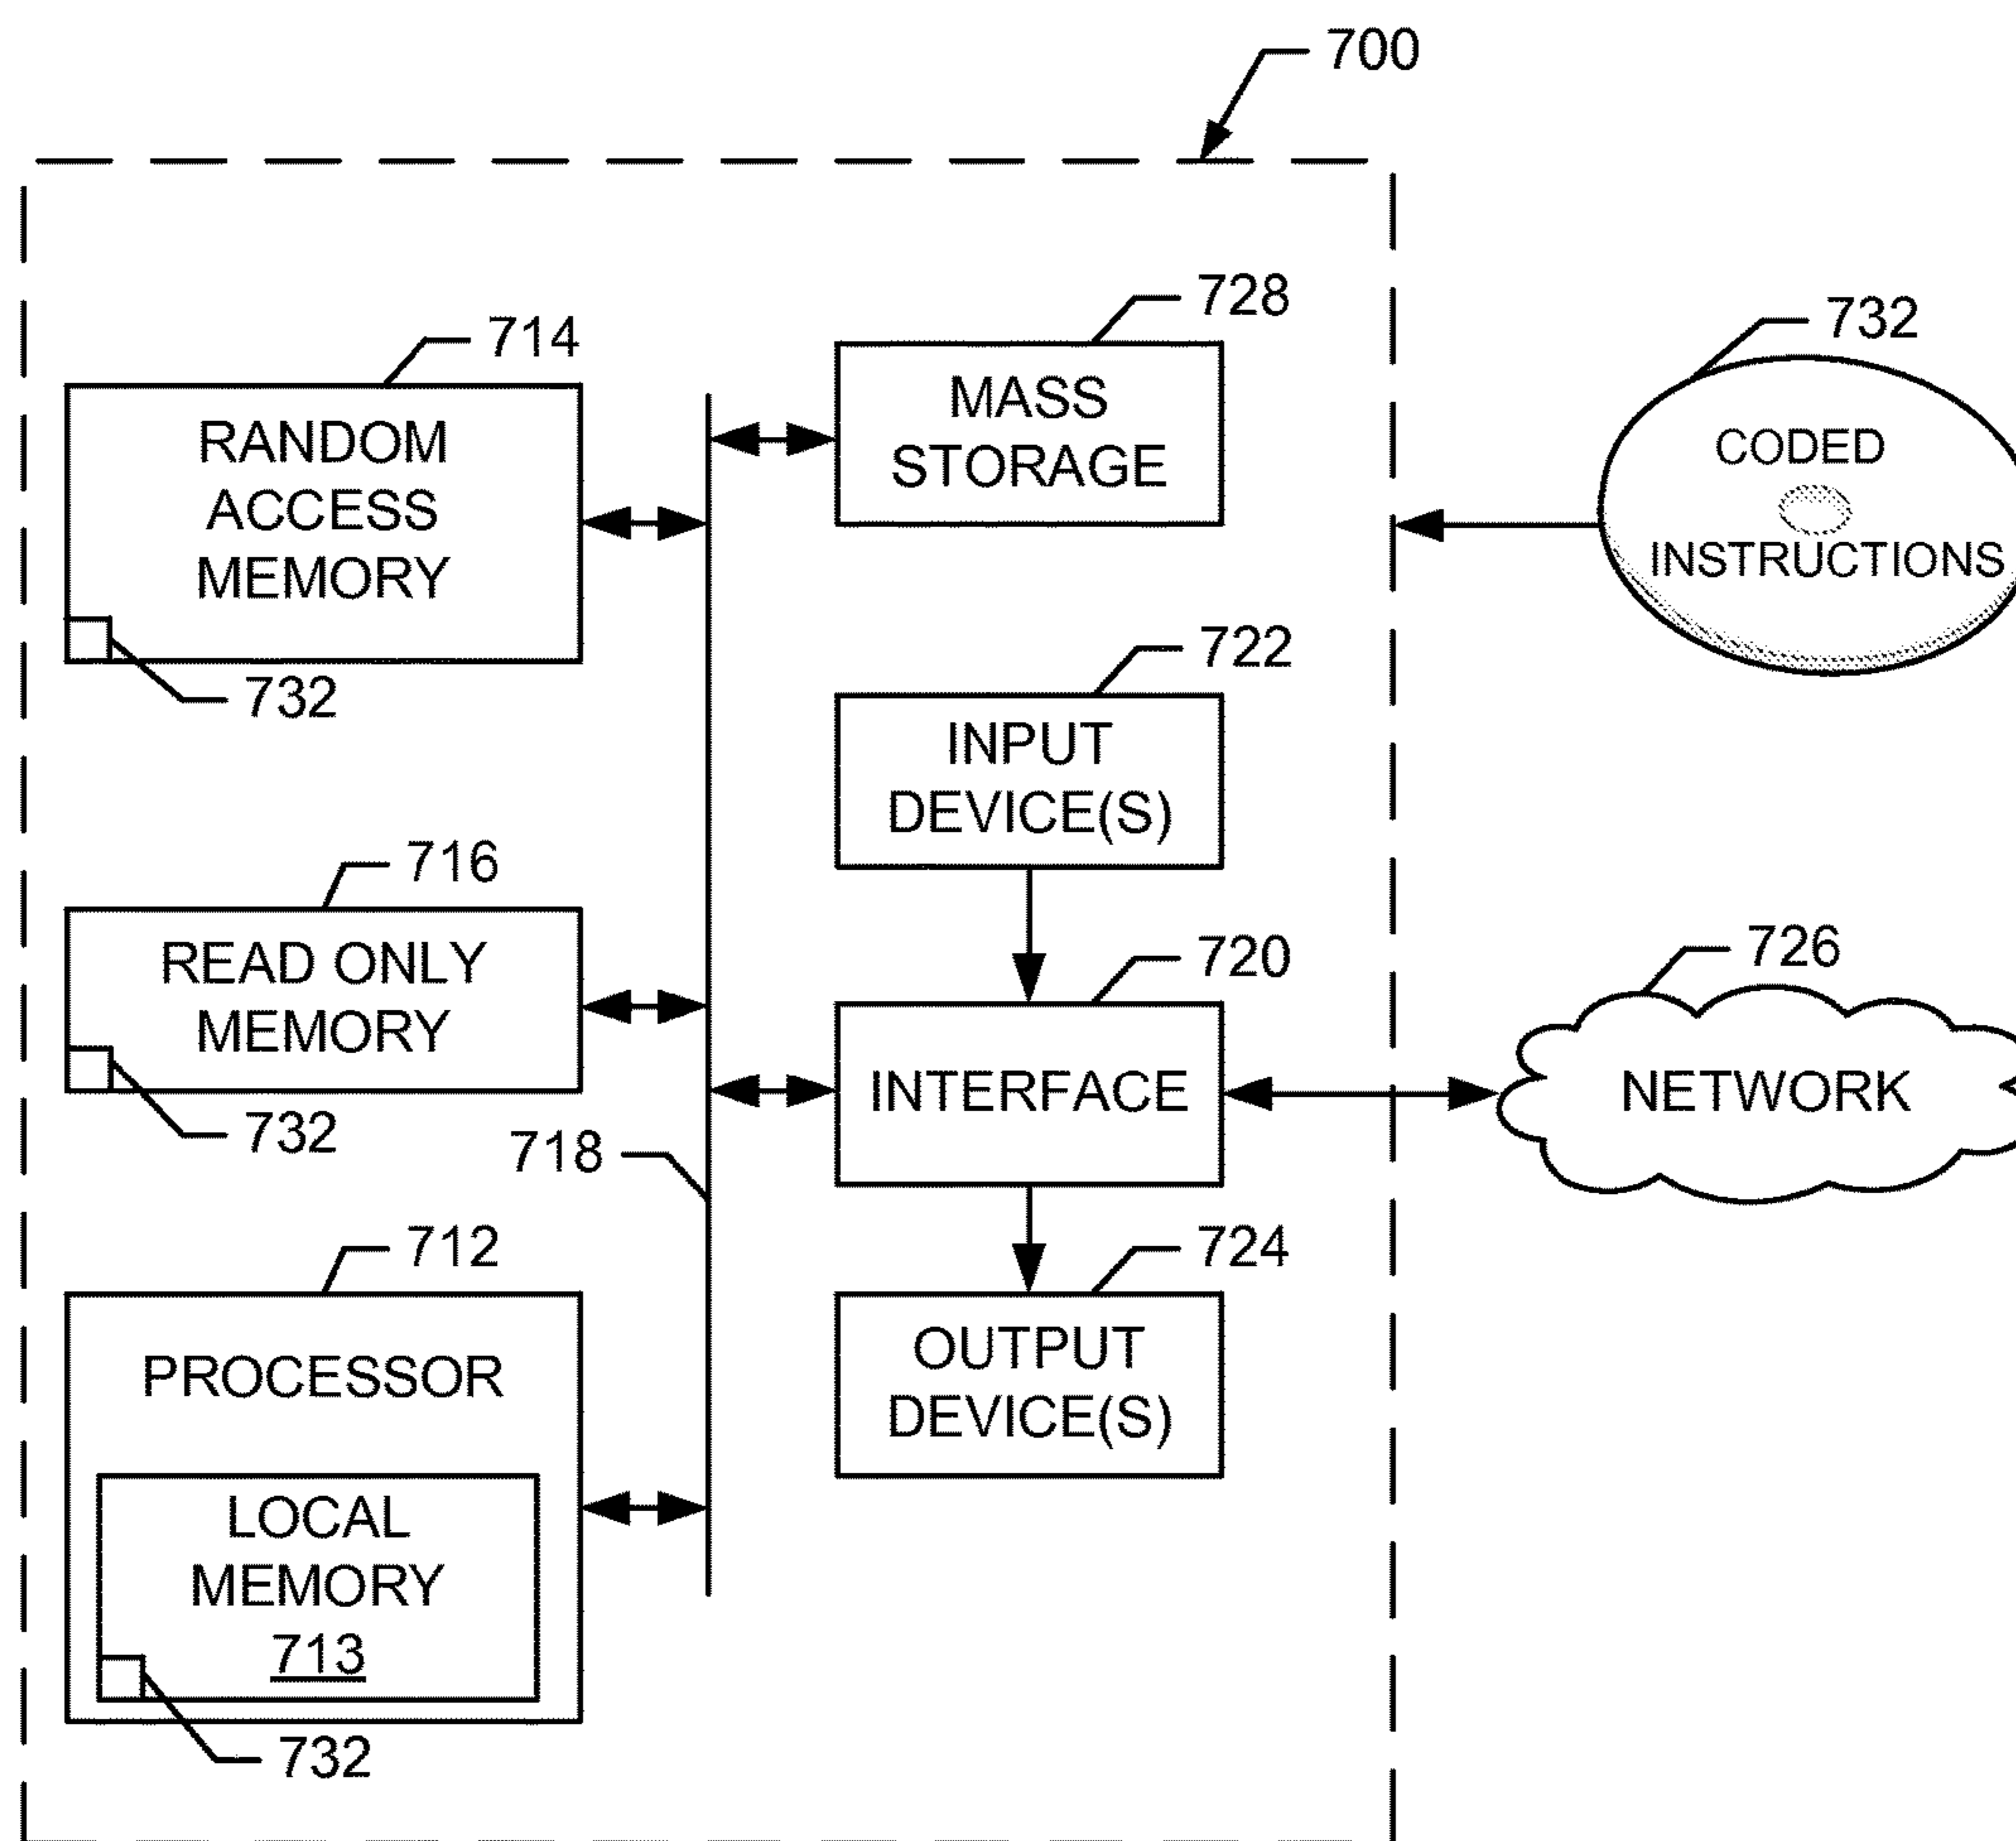 700
728
MASS
STORAGE
714
RANDOM
ACCESS
MEMORY
732
732
CODED
INSTRUCTIONS
722
INPUT
DEVICE(S)
716
READ ONLY
MEMORY
732
720
INTERFACE
726
NETWORK
718
712
PROCESSOR
LOCAL
MEMORY
713
732
724
OUTPUT
DEVICE(S)